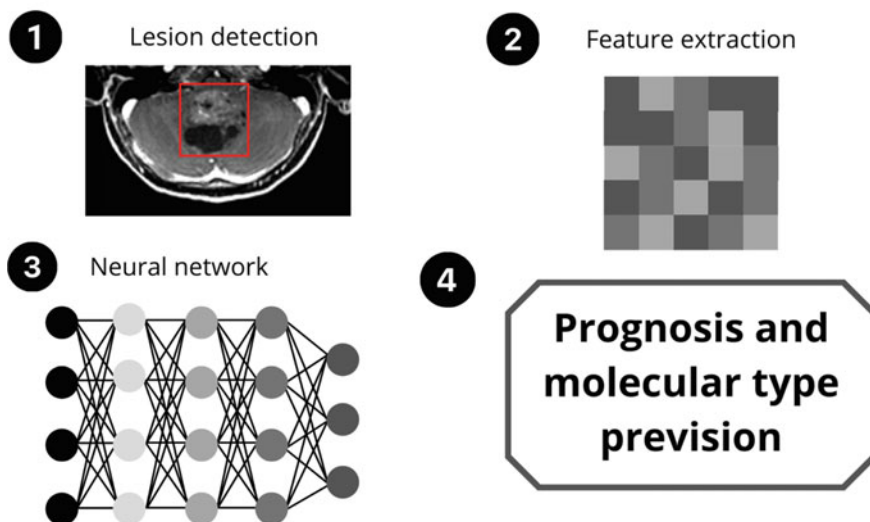 1 Lesion detection
2 Feature extraction
3 Neural network
4
Prognosis and
molecular type
prevision